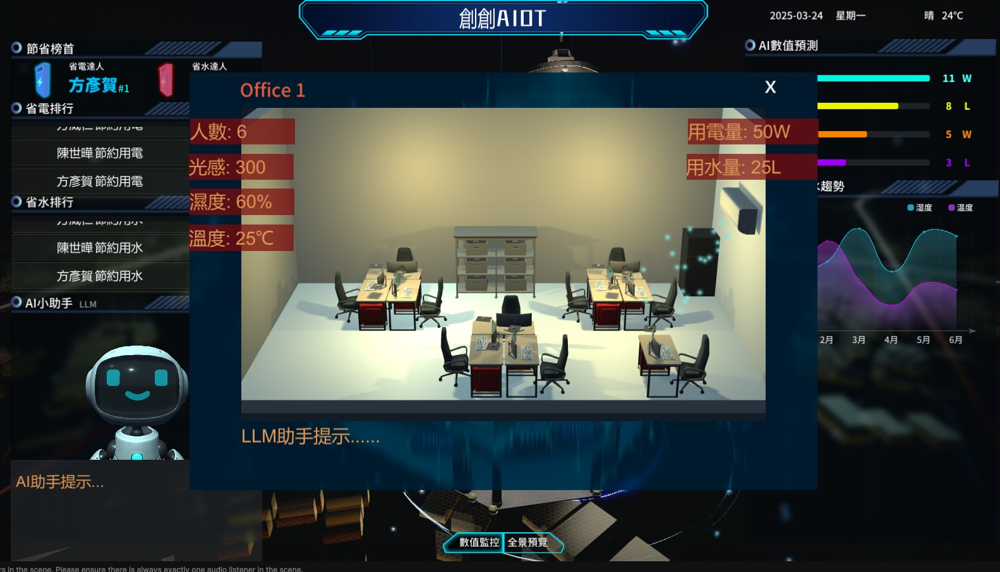 創創AIOT
2025-03-24 星期一 晴 24℃
節省榜首
省電達人
方彥賀#1
省水達人
省電排行
陳世曄 節約用電
方彥賀 節約用電
省水排行
陳世曄 節約用水
方彥賀 節約用水
AI小助手 LLM
AI助手提示...
Office 1
X
人數: 6
光感: 300
濕度: 60%
溫度: 25℃
用電量: 50W
用水量: 25L
LLM助手提示......
AI數值預測
11 W
8 L
5 W
3 L
趨勢
湿度 温度
2月 3月 4月 5月 6月
數值監控 全景預覽
rs in the scene. Please ensure there is always exactly one audio listener in the scene.